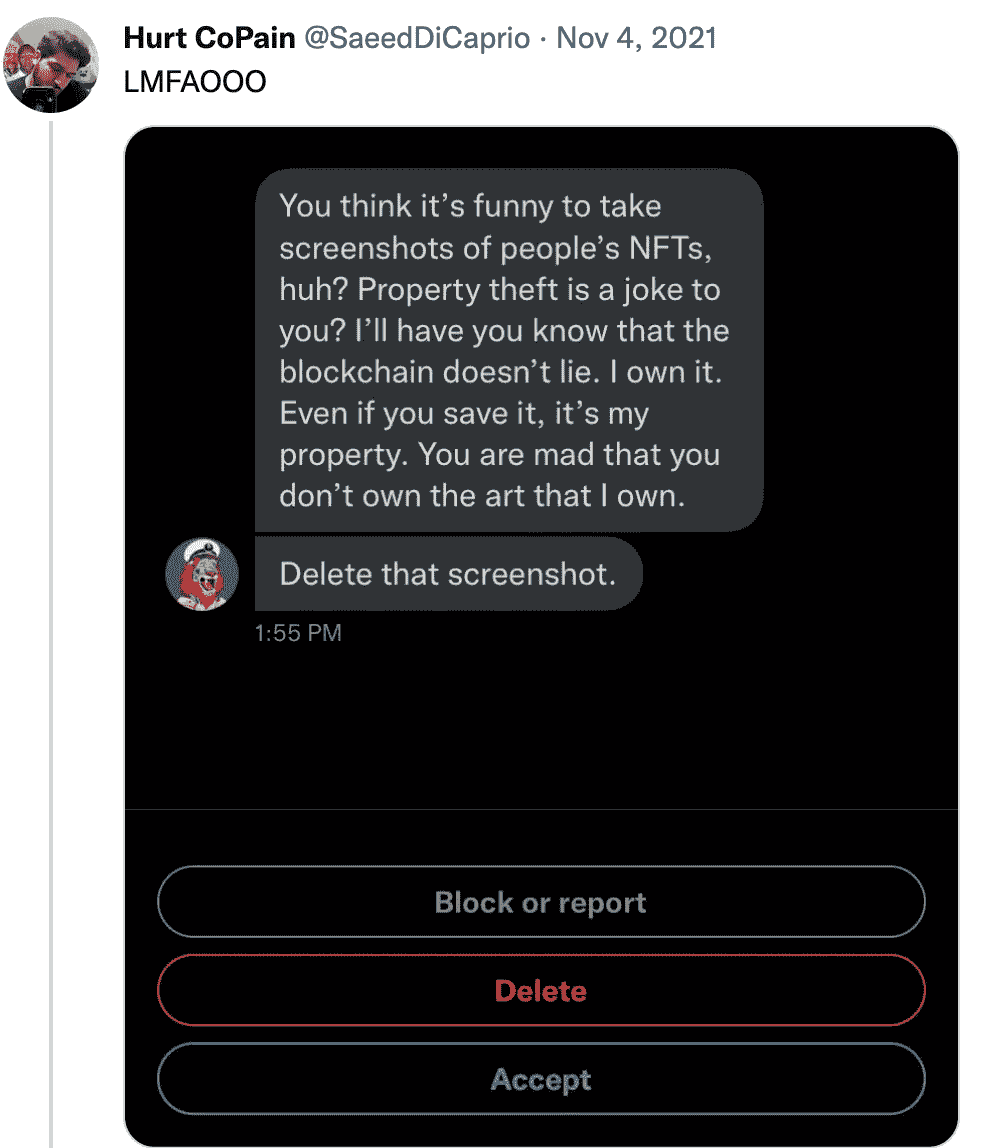 Hurt CoPain @SaeedDiCaprio · Nov 4, 2021
LMFAOOO
You think it’s funny to take
screenshots of people’s NFTs,
huh? Property theft is a joke to
you? I’ll have you know that the
blockchain doesn’t lie. I own it.
Even if you save it, it’s my
property. You are mad that you
don’t own the art that I own.
Delete that screenshot.
1:55 PM
Block or report
Delete
Accept